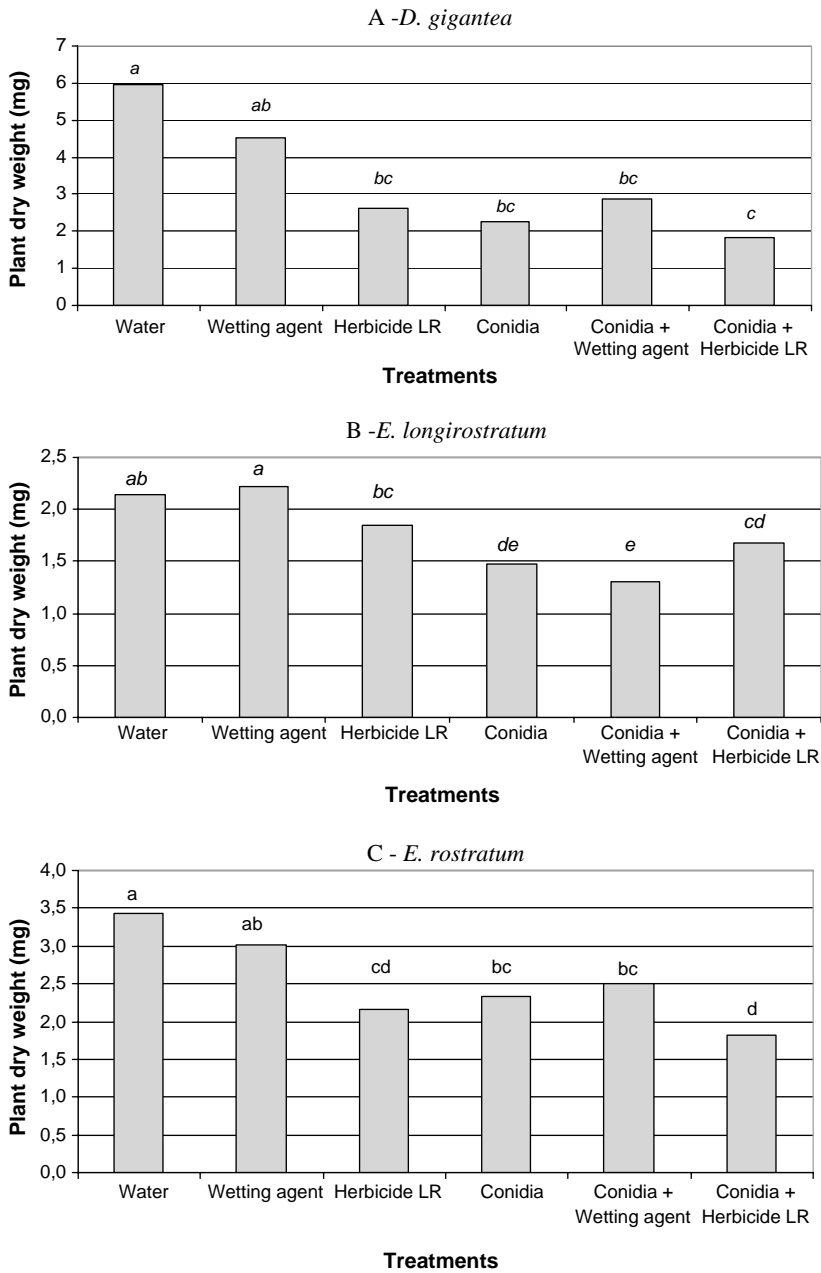 A -D. gigantea
Plant dry weight (mg)
7
6
5
4
3
2
1
0
a
ab
bc
bc
bc
c
Water Wetting agent Herbicide LR Conidia Conidia + Conidia +
Wetting agent Herbicide LR
Treatments
B -E. longirostratum
Plant dry weight (mg)
2,5
2,0
1,5
1,0
0,5
0,0
ab
a
bc
de
e
cd
Water Wetting agent Herbicide LR Conidia Conidia + Conidia +
Wetting agent Herbicide LR
Treatments
C - E. rostratum
Plant dry weight (mg)
4,0
3,5
3,0
2,5
2,0
1,5
1,0
0,5
0,0
a
ab
cd
bc
bc
d
Water Wetting agent Herbicide LR Conidia Conidia + Conidia +
Wetting agent Herbicide LR
Treatments